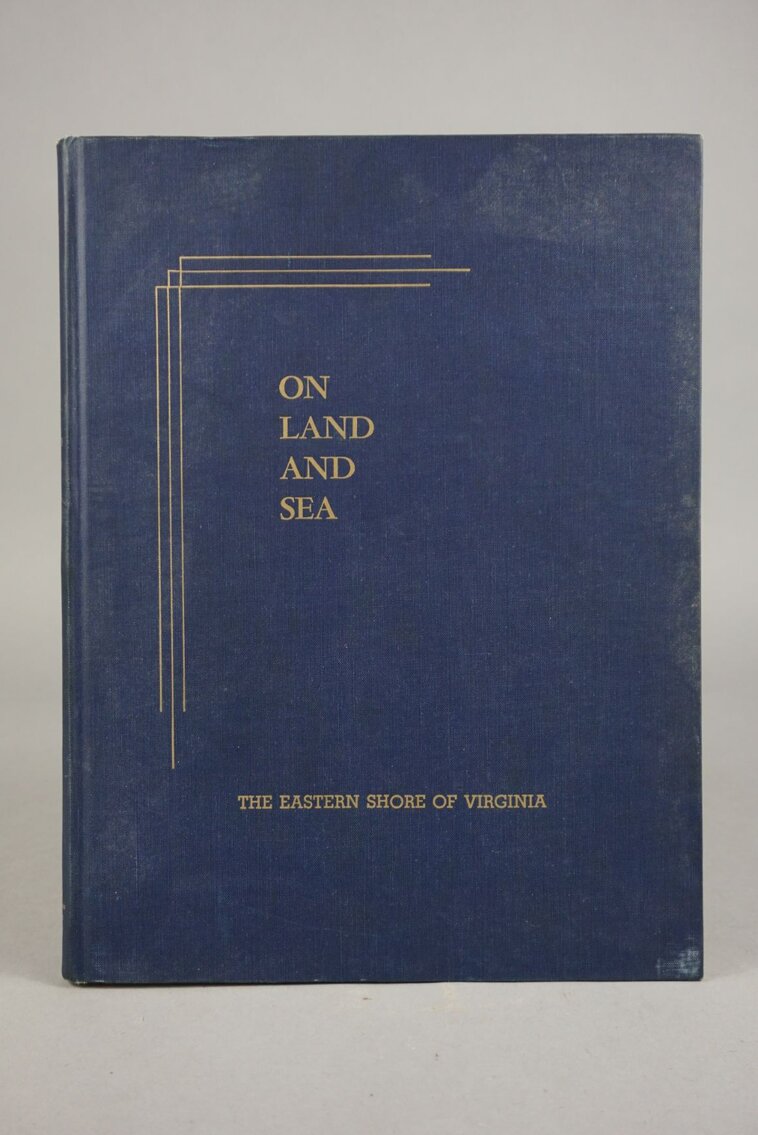 ON
LAND
AND
SEA
THE EASTERN SHORE OF VIRGINIA